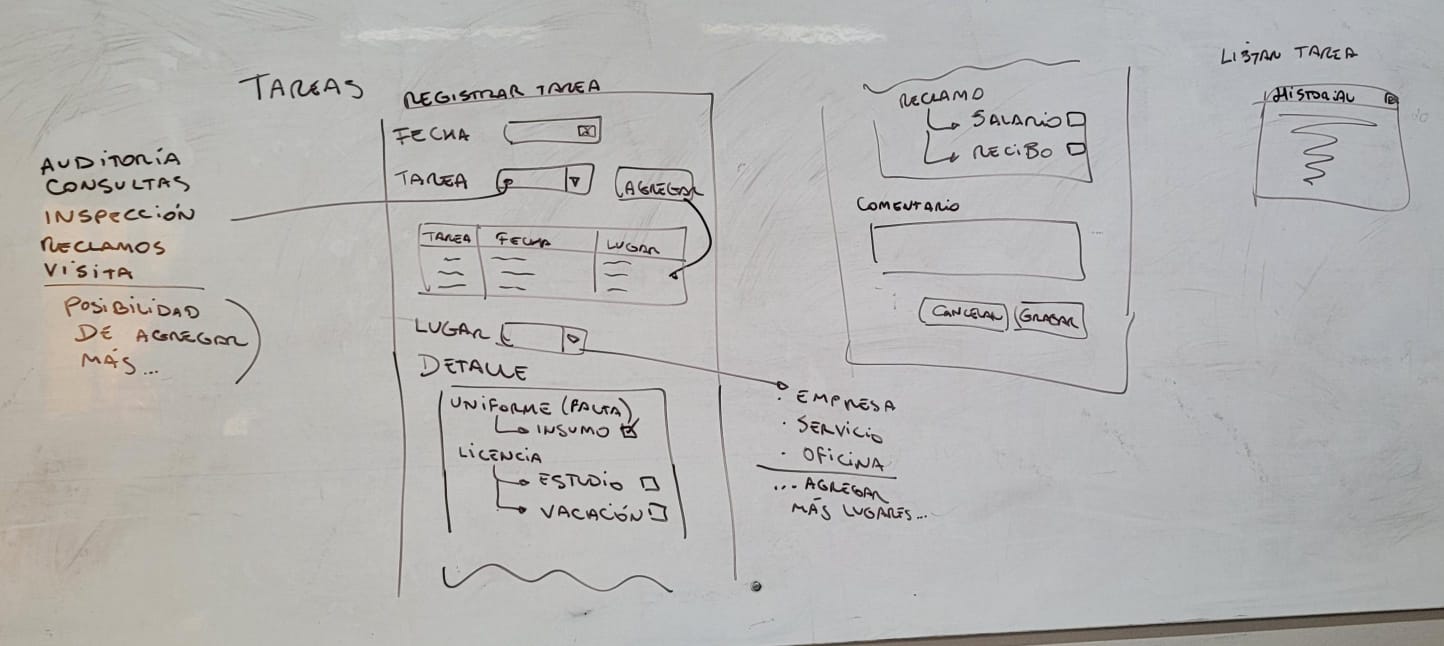 TAREAS
AUDITORÍA
CONSULTAS
INSPECCIÓN
RECLAMOS
VISITA
POSIBILIDAD
DE AGREGAR
MÁS...
REGISTRAR TAREA
FECHA
TAREA
AGREGAR
TAREA FECHA LUGAR
LUGAR
DETALLE
UNIFORME (FALTA)
INSUMO
LICENCIA
ESTUDIO
VACACIÓN
EMPRESA
SERVICIO
OFICINA
... AGREGAR
MÁS LUGARES...
RECLAMO
SALARIO
RECIBO
COMENTARIO
CANCELAR GRABAR
LISTAR TAREA
HISTORIAL